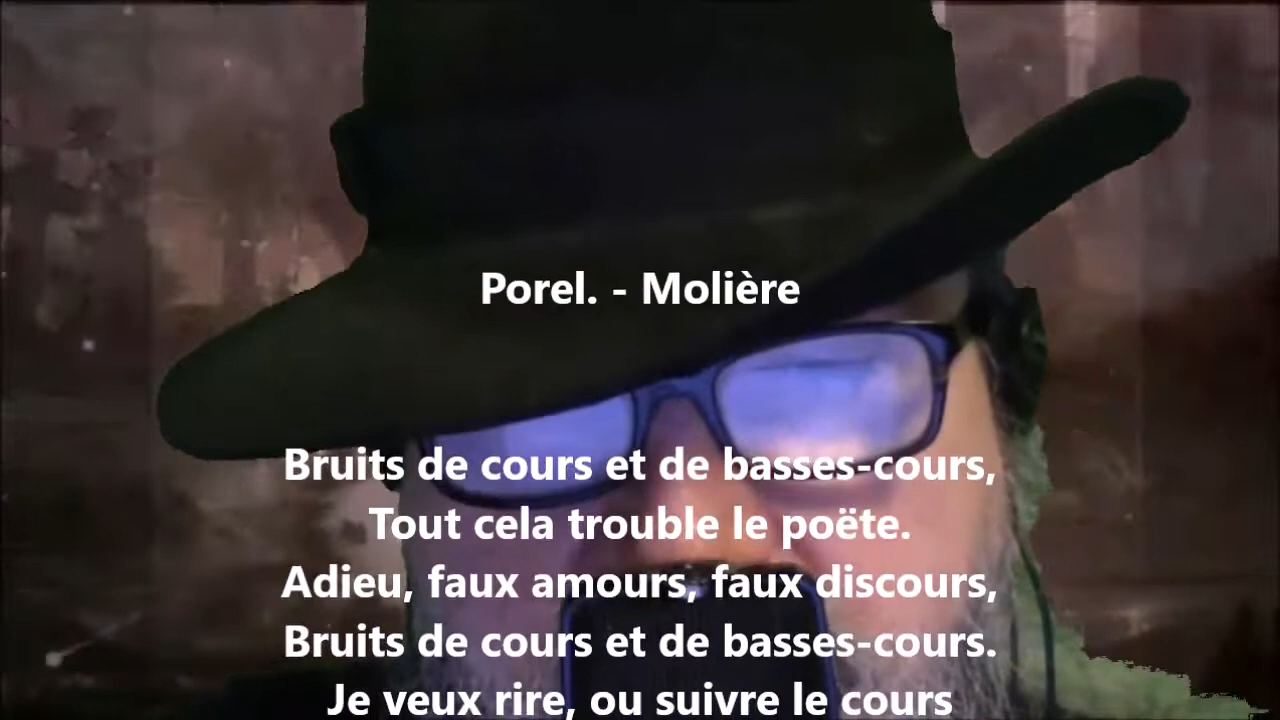 Porel. - Molière
Bruits de cours et de basses-cours,
Tout cela trouble le poëte.
Adieu, faux amours, faux discours,
Bruits de cours et de basses-cours.
Je veux rire, ou suivre le cours